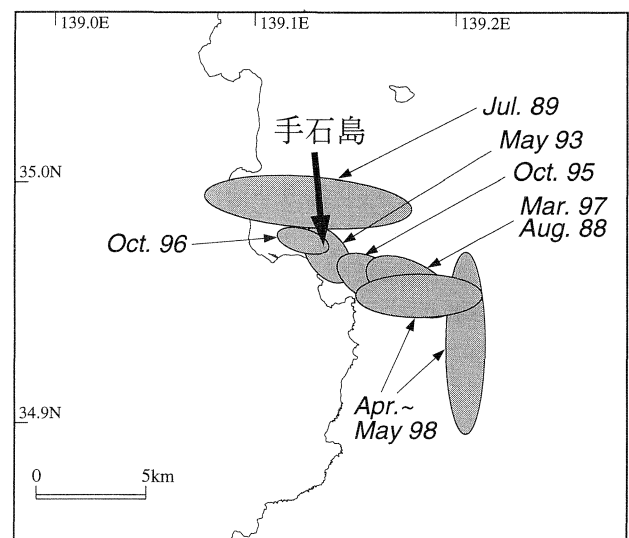 139.0E
139.1E
139.2E
Jul. 89
手石島
May 93
Oct. 95
35.0N
Mar. 97
Aug. 88
Oct. 96
Apr.~
May 98
34.9N
0
5km